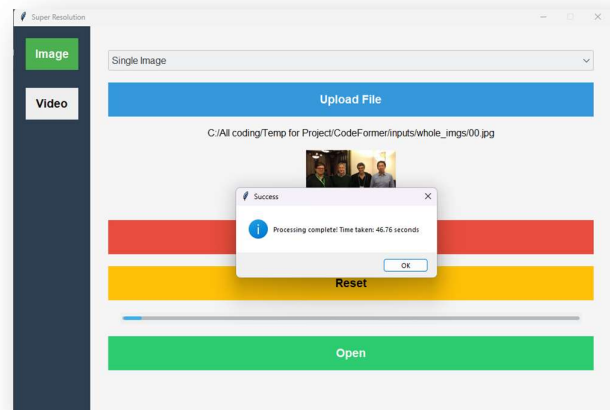 Super Resolution
Image
Video
Single Image
Upload File
C:/All coding/Temp for Project/CodeFormer/inputs/whole_imgs/00.jpg
Success
Processing complete! Time taken: 46.76 seconds
OK
Reset
Open